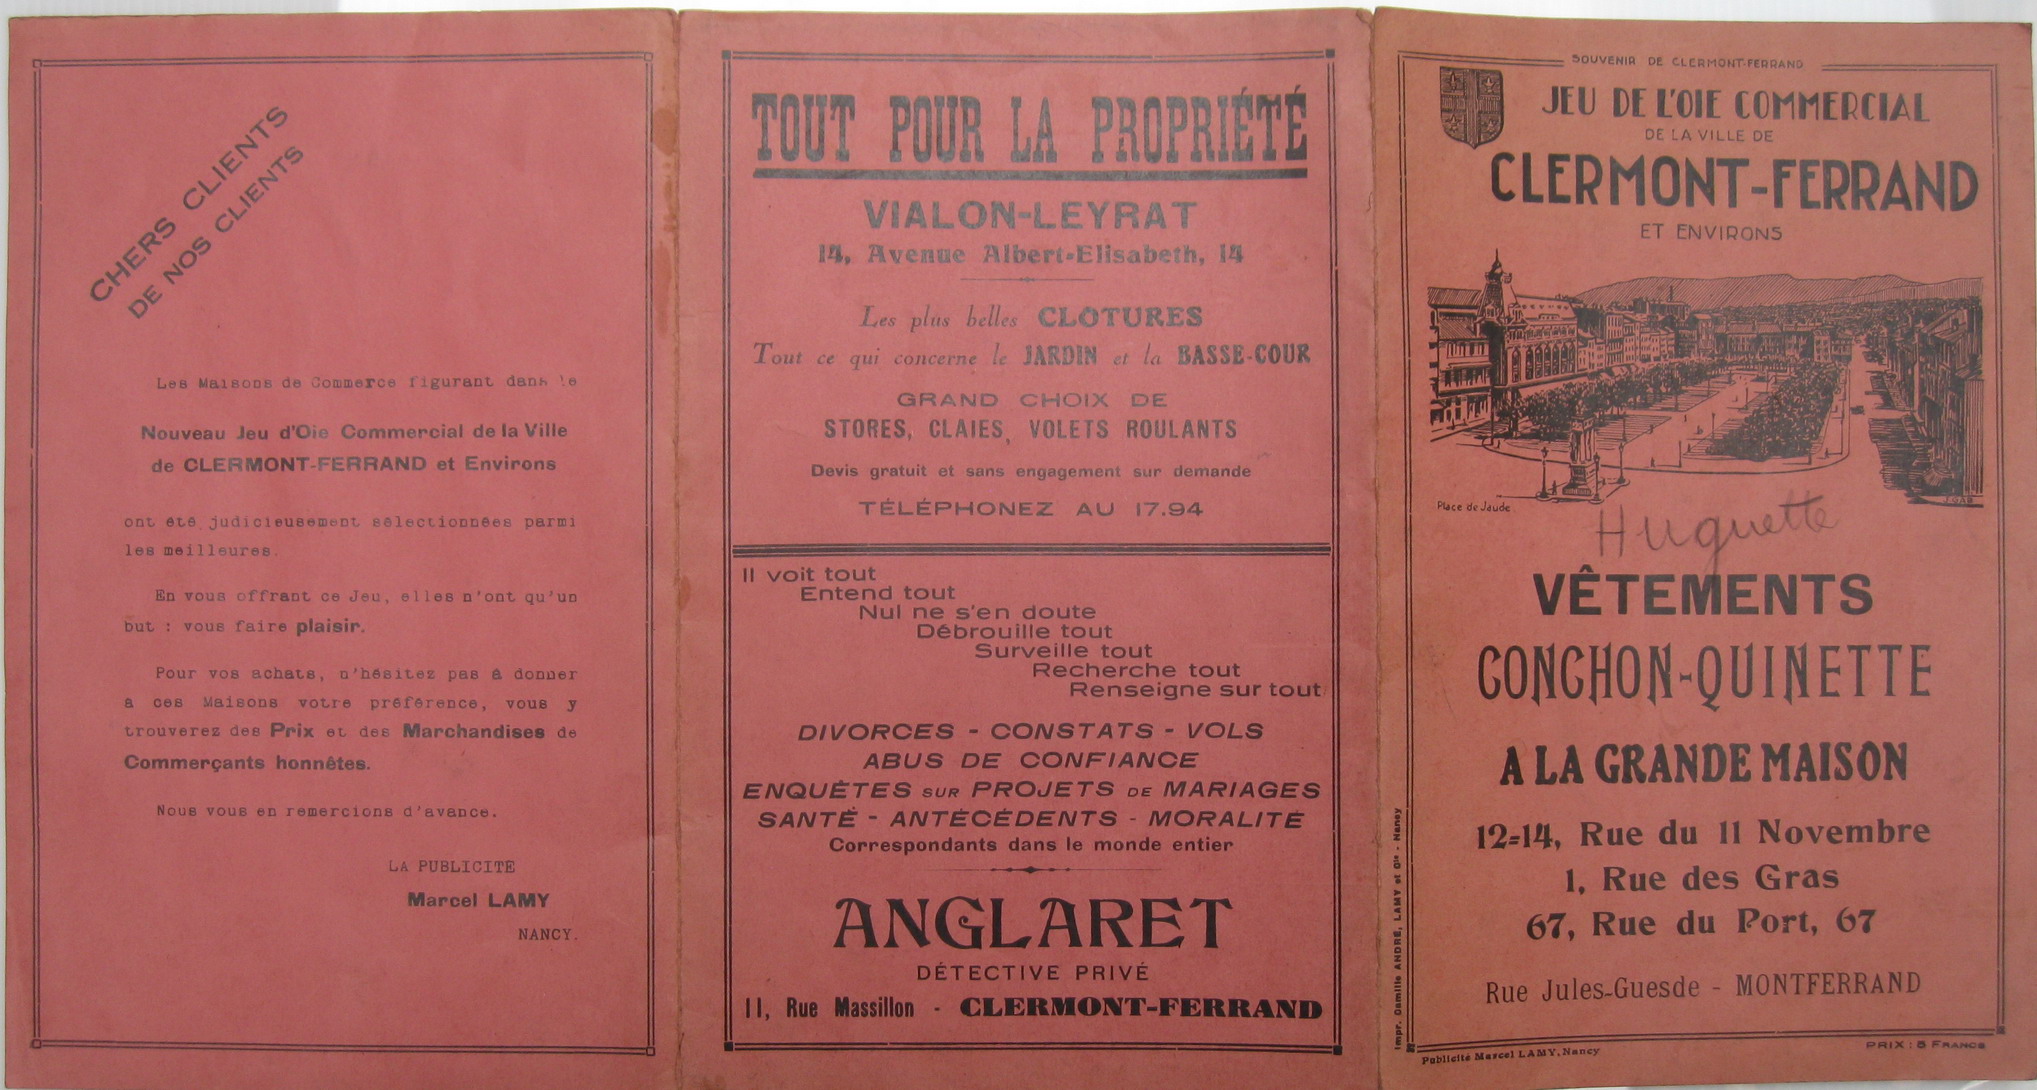 CHERS CLIENTS
DE NOS CLIENTS
Les Maisons de Commerce figurant dans le
Nouveau Jeu d'Oie Commercial de la Ville
de CLERMONT-FERRAND et Environs
ont été judicieusement sélectionnées parmi
les meilleures.
En vous offrant ce Jeu, elles n'ont qu'un
but : vous faire plaisir.
Pour vos achats, n'hésitez pas à donner
à ces Maisons votre préférence, vous y
trouverez des Prix et des Marchandises de
Commerçants honnêtes.
Nous vous en remercions d'avance.
LA PUBLICITE
Marcel LAMY
NANCY.
TOUT POUR LA PROPRIÉTÉ
VIALON-LEYRAT
14, Avenue Albert-Elisabeth, 14
Les plus belles CLOTURES
Tout ce qui concerne le JARDIN et la BASSE-COUR
GRAND CHOIX DE
STORES, CLAIES, VOLETS ROULANTS
Devis gratuit et sans engagement sur demande
TÉLÉPHONEZ AU 17.94
Il voit tout
Entend tout
Nul ne s'en doute
Débrouille tout
Surveille tout
Recherche tout
Renseigne sur tout
DIVORCES - CONSTATS - VOLS
ABUS DE CONFIANCE
ENQUÊTES SUR PROJETS DE MARIAGES
SANTÉ - ANTÉCÉDENTS - MORALITÉ
Correspondants dans le monde entier
ANGLARET
DÉTECTIVE PRIVÉ
11, Rue Massillon - CLERMONT-FERRAND
SOUVENIR DE CLERMONT-FERRAND
JEU DE L'OIE COMMERCIAL
DE LA VILLE DE
CLERMONT-FERRAND
ET ENVIRONS
Place de Jaude
Huguette
VÊTEMENTS
CONCHON-QUINETTE
A LA GRANDE MAISON
12-14, Rue du 11 Novembre
1, Rue des Gras
67, Rue du Port, 67
Rue Jules-Guesde - MONTFERRAND
Impr. Camille ANDRÉ, LAMY et Cie - Nancy
Publicité Marcel LAMY, Nancy
PRIX : 5 FRANCS